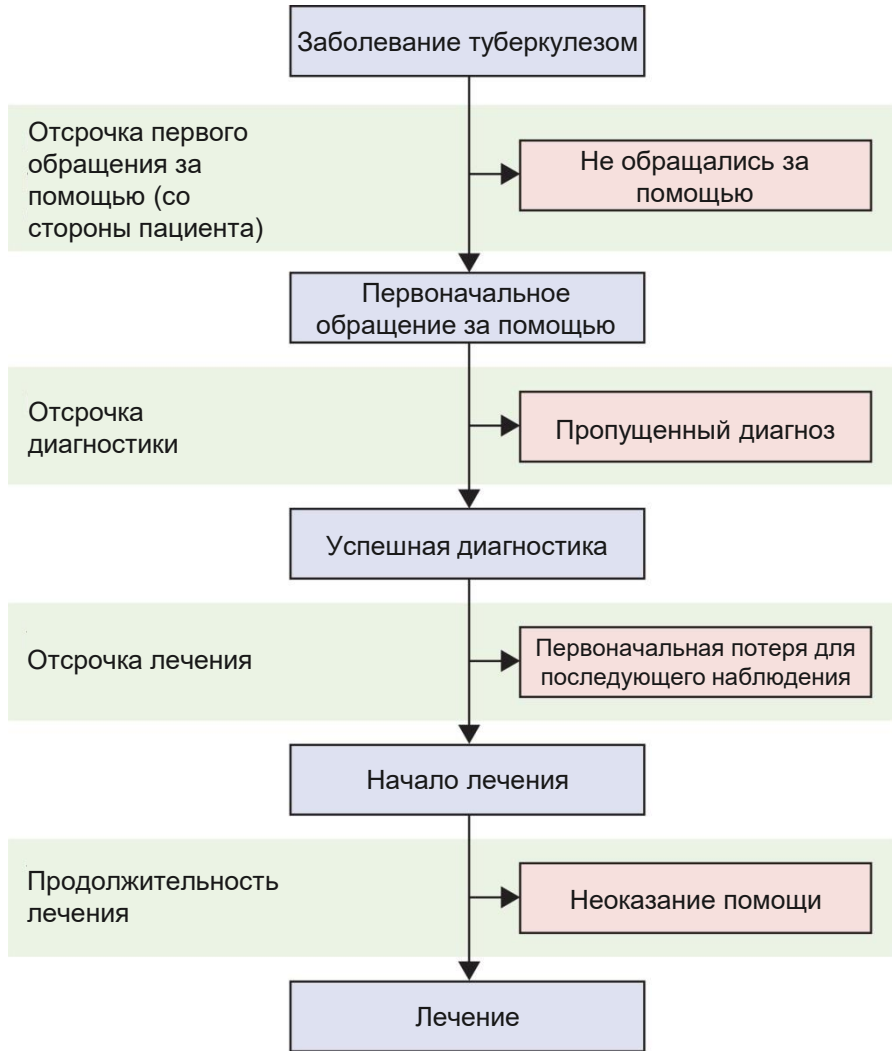 Заболевание туберкулезом
Отсрочка первого
обращения за
помощью (со
стороны пациента)
Не обращались за
помощью
Первоначальное
обращение за помощью
Отсрочка
диагностики
Пропущенный диагноз
Успешная диагностика
Отсрочка лечения
Первоначальная потеря для
последующего наблюдения
Начало лечения
Продолжительность
лечения
Неоказание помощи
Лечение